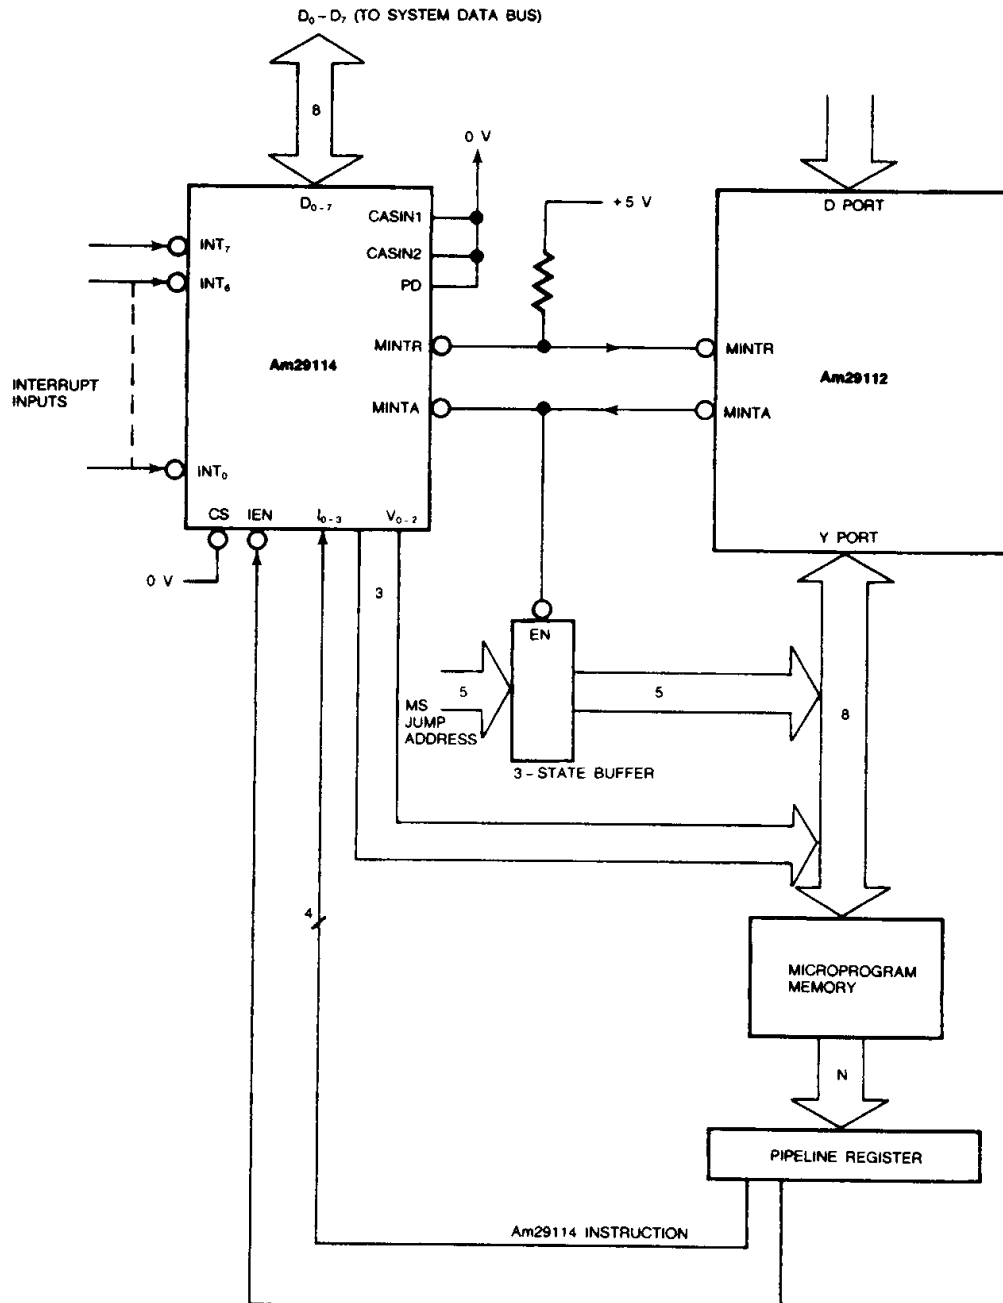 D₀-D₇ (TO SYSTEM DATA BUS)
8
0 V
+5 V
D₀₋₇
CASIN1
CASIN2
PD
D PORT
INT₇
INT₆
Am29114
MINTR
MINTR
Am29112
INTERRUPT
INPUTS
MINTA
MINTA
INT₀
CS
IEN
I₀₋₃
V₀₋₂
Y PORT
0 V
3
EN
5
5
MS
JUMP
ADDRESS
8
3-STATE BUFFER
4
MICROPROGRAM
MEMORY
N
PIPELINE REGISTER
Am29114 INSTRUCTION